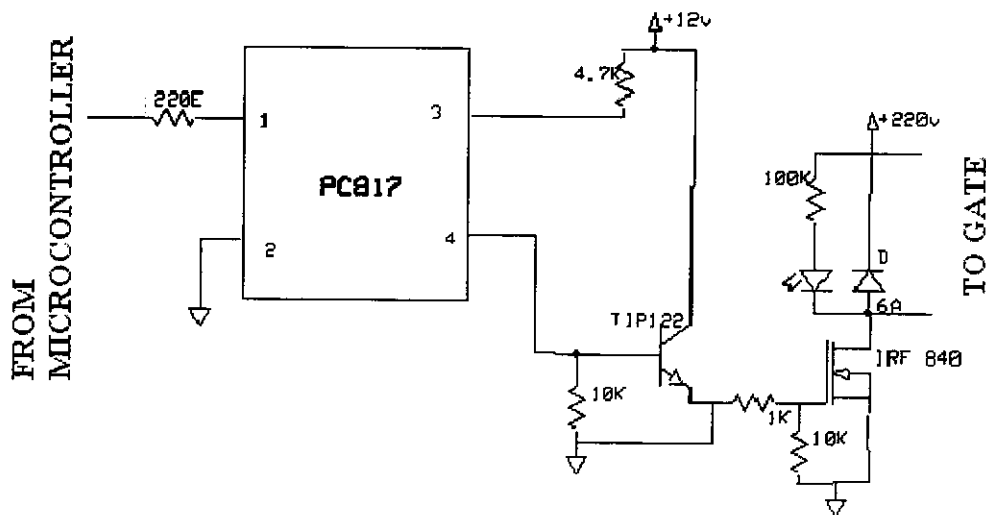 FROM
MICROCONTROLLER
220E
1
2
3
4
PC817
4.7K
+12v
TIP122
10K
1K
10K
+220v
100K
D
6A
IRF 840
TO GATE